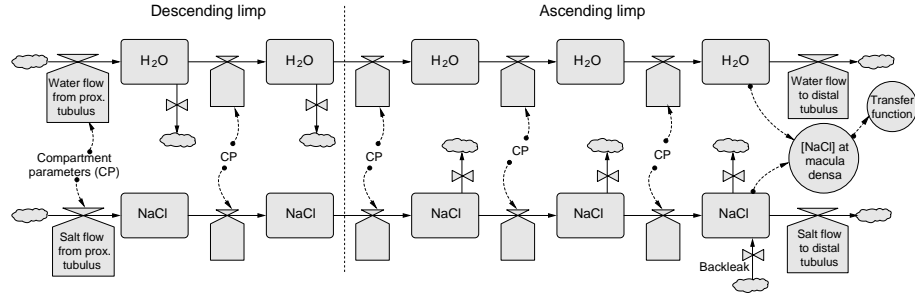 Descending limp
Ascending limp
H2O
H2O
H2O
H2O
H2O
Water flow
from prox.
tubulus
Water flow
to distal
tubulus
Transfer
function
Compartment
parameters (CP)
CP
CP
CP
CP
[NaCl] at
macula
densa
NaCl
NaCl
NaCl
NaCl
NaCl
Salt flow
from prox.
tubulus
Salt flow
to distal
tubulus
Backleak